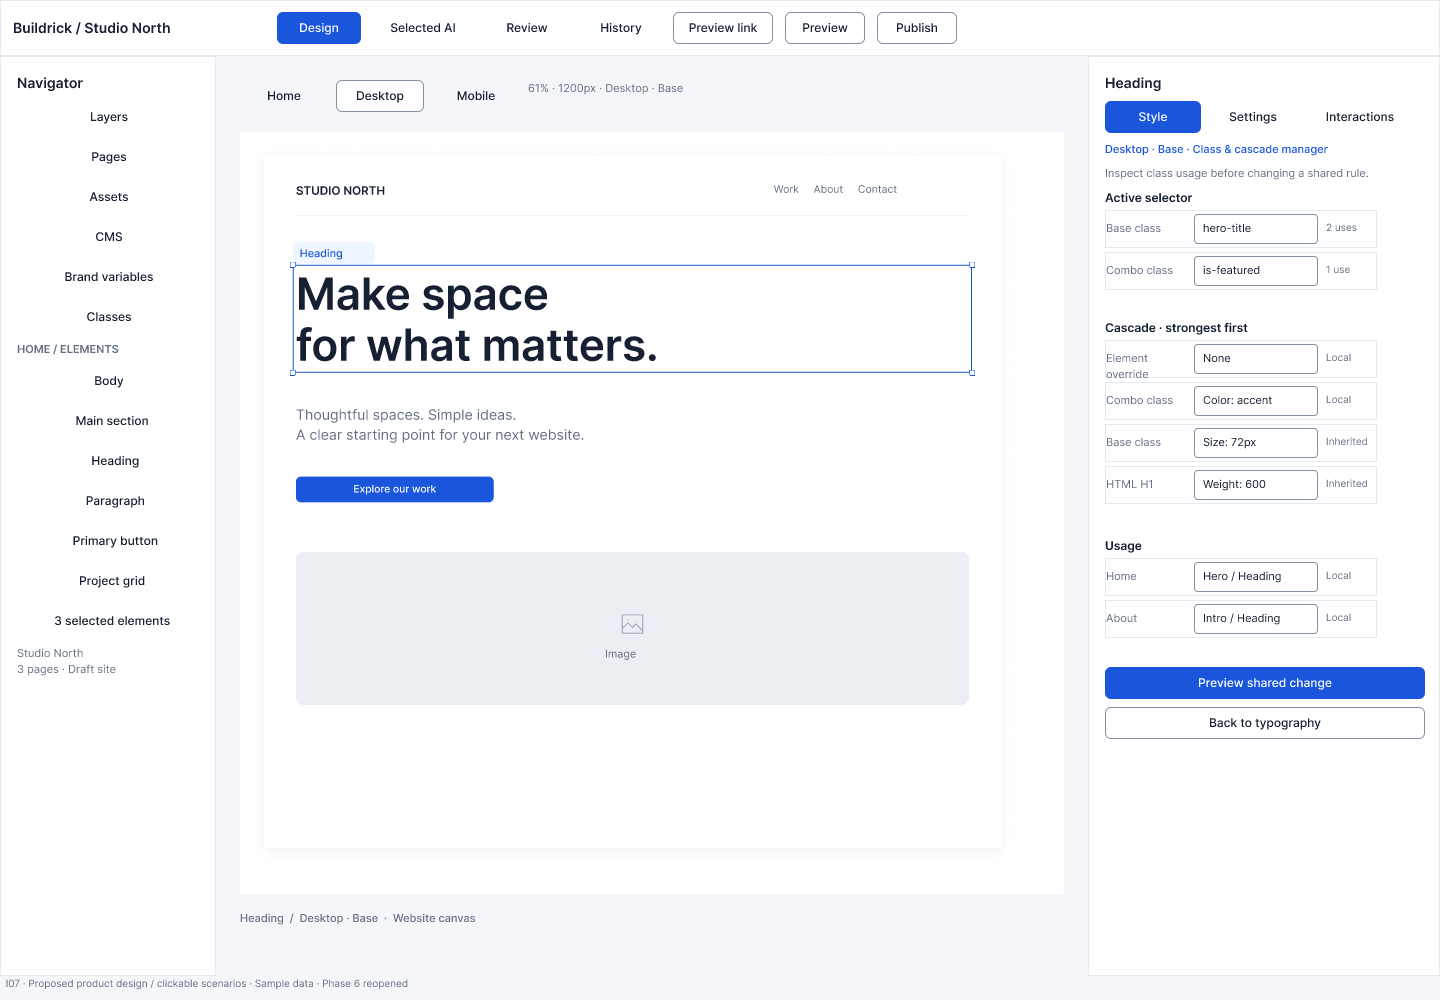 Buildrick / Studio North
Design
Selected AI
Review
History
Preview link
Preview
Publish
Navigator
Layers
Pages
Assets
CMS
Brand variables
Classes
HOME / ELEMENTS
Body
Main section
Heading
Paragraph
Primary button
Project grid
3 selected elements
Studio North
3 pages · Draft site
Home
Desktop
Mobile
61% · 1200px · Desktop · Base
STUDIO NORTH
Work
About
Contact
Heading
Make space
for what matters.
Thoughtful spaces. Simple ideas.
A clear starting point for your next website.
Explore our work
Image
Heading / Desktop · Base · Website canvas
Heading
Style
Settings
Interactions
Desktop · Base · Class & cascade manager
Inspect class usage before changing a shared rule.
Active selector
Base class
hero-title
2 uses
Combo class
is-featured
1 use
Cascade · strongest first
Element
override
None
Local
Combo class
Color: accent
Local
Base class
Size: 72px
Inherited
HTML H1
Weight: 600
Inherited
Usage
Home
Hero / Heading
Local
About
Intro / Heading
Local
Preview shared change
Back to typography
I07 · Proposed product design / clickable scenarios · Sample data · Phase 6 reopened